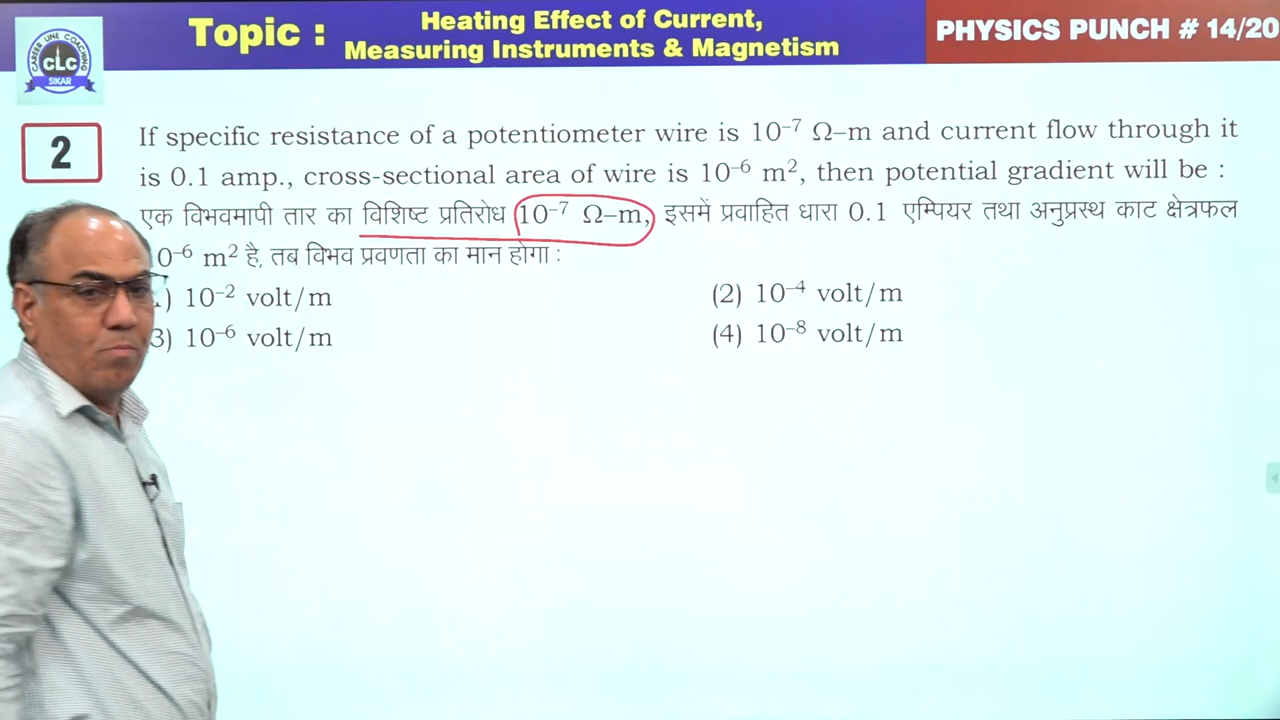 CAREER LINE COACHING
CLC
SIKAR
Topic :
Heating Effect of Current,
Measuring Instruments & Magnetism
PHYSICS PUNCH # 14/20
2
If specific resistance of a potentiometer wire is 10⁻⁷ Ω–m and current flow through it
is 0.1 amp., cross-sectional area of wire is 10⁻⁶ m², then potential gradient will be :
एक विभवमापी तार का विशिष्ट प्रतिरोध 10⁻⁷ Ω–m, इसमें प्रवाहित धारा 0.1 एम्पियर तथा अनुप्रस्थ काट क्षेत्रफल
0⁻⁶ m² है, तब विभव प्रवणता का मान होगा :
) 10⁻² volt/m
(2) 10⁻⁴ volt/m
3) 10⁻⁶ volt/m
(4) 10⁻⁸ volt/m